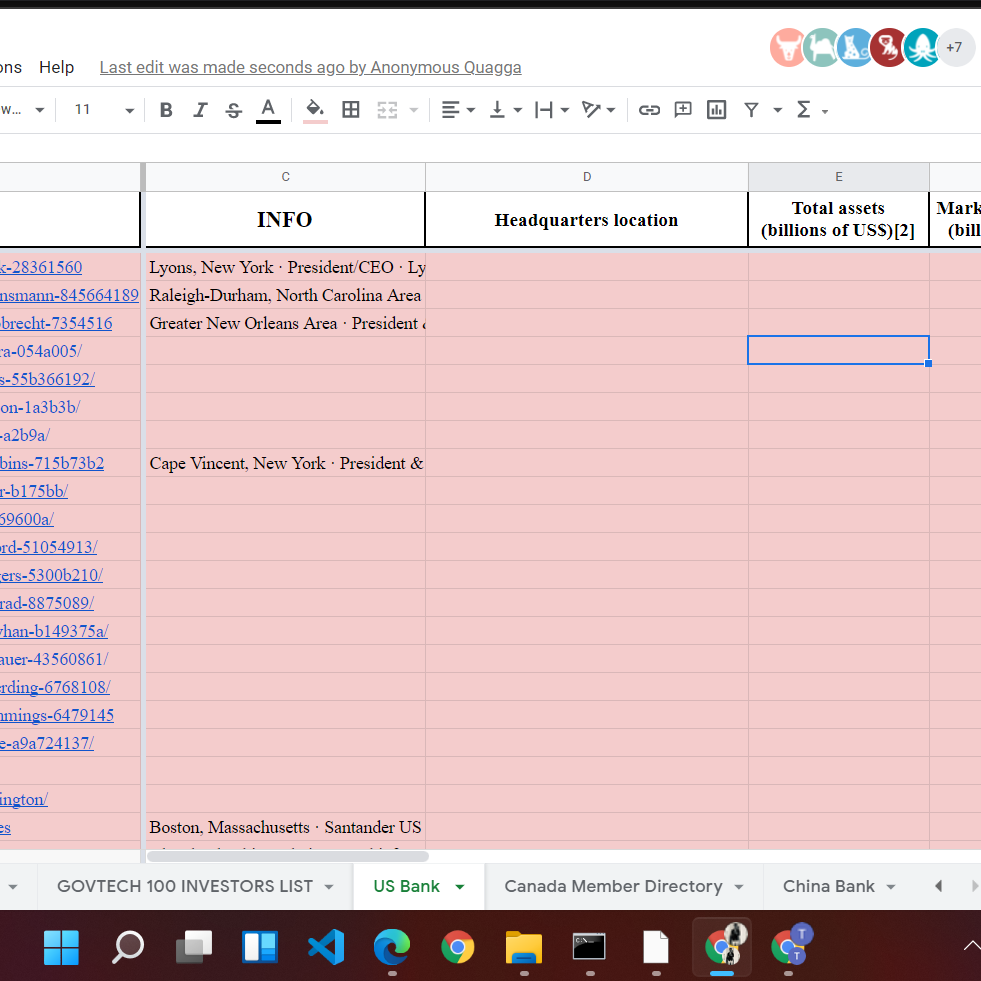 +7
ons Help Last edit was made seconds ago by Anonymous Quagga
w... 11 B I S A
C D E
INFO Headquarters location Total assets (billions of US$)[2] Mark (bill
k-28361560 Lyons, New York · President/CEO · Ly
nsmann-845664189 Raleigh-Durham, North Carolina Area
brecht-7354516 Greater New Orleans Area · President
ra-054a005/
s-55b366192/
on-1a3b3b/
-a2b9a/
bins-715b73b2 Cape Vincent, New York · President &
r-b175bb/
69600a/
ord-51054913/
gers-5300b210/
rad-8875089/
yhan-b149375a/
auer-43560861/
erding-6768108/
mmings-6479145
e-a9a724137/
ington/
es Boston, Massachusetts · Santander US
GOVTECH 100 INVESTORS LIST US Bank Canada Member Directory China Bank
T
T